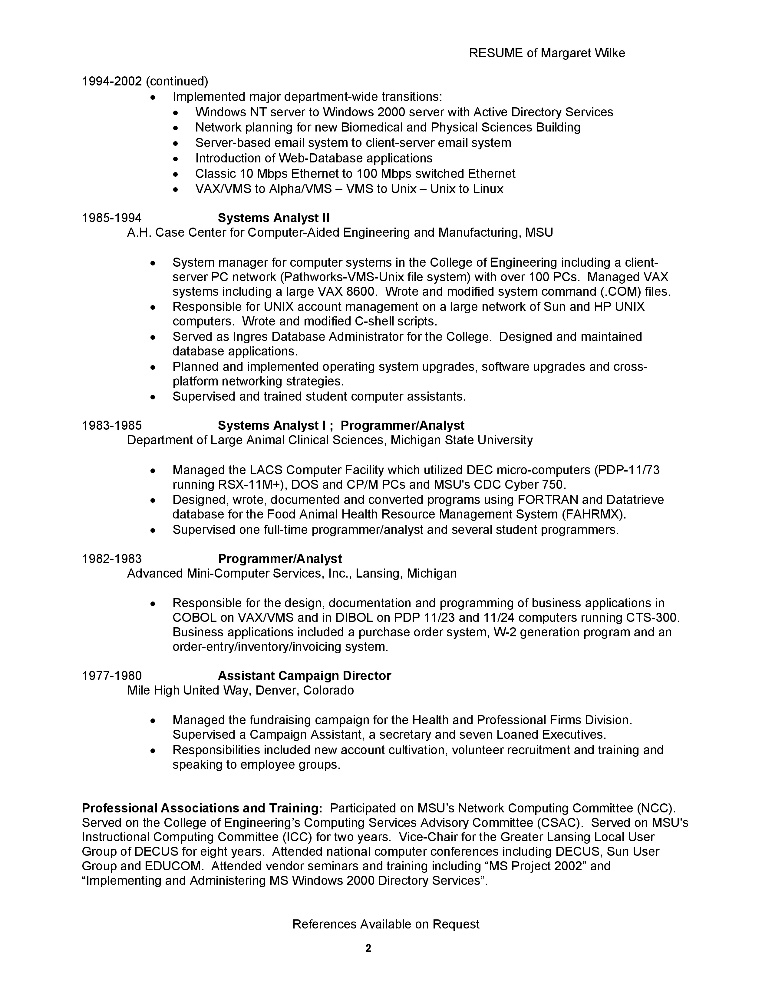 RESUME of Margaret Wilke
1994-2002 (continued)
• Implemented major department-wide transitions:
• Windows NT server to Windows 2000 server with Active Directory Services
• Network planning for new Biomedical and Physical Sciences Building
• Server-based email system to client-server email system
• Introduction of Web-Database applications
• Classic 10 Mbps Ethernet to 100 Mbps switched Ethernet
• VAX/VMS to Alpha/VMS – VMS to Unix – Unix to Linux
1985-1994 Systems Analyst II
A.H. Case Center for Computer-Aided Engineering and Manufacturing, MSU
• System manager for computer systems in the College of Engineering including a client-
server PC network (Pathworks-VMS-Unix file system) with over 100 PCs. Managed VAX
systems including a large VAX 8600. Wrote and modified system command (.COM) files.
• Responsible for UNIX account management on a large network of Sun and HP UNIX
computers. Wrote and modified C-shell scripts.
• Served as Ingres Database Administrator for the College. Designed and maintained
database applications.
• Planned and implemented operating system upgrades, software upgrades and cross-
platform networking strategies.
• Supervised and trained student computer assistants.
1983-1985 Systems Analyst I ; Programmer/Analyst
Department of Large Animal Clinical Sciences, Michigan State University
• Managed the LACS Computer Facility which utilized DEC micro-computers (PDP-11/73
running RSX-11M+), DOS and CP/M PCs and MSU's CDC Cyber 750.
• Designed, wrote, documented and converted programs using FORTRAN and Datatrieve
database for the Food Animal Health Resource Management System (FAHRMX).
• Supervised one full-time programmer/analyst and several student programmers.
1982-1983 Programmer/Analyst
Advanced Mini-Computer Services, Inc., Lansing, Michigan
• Responsible for the design, documentation and programming of business applications in
COBOL on VAX/VMS and in DIBOL on PDP 11/23 and 11/24 computers running CTS-300.
Business applications included a purchase order system, W-2 generation program and an
order-entry/inventory/invoicing system.
1977-1980 Assistant Campaign Director
Mile High United Way, Denver, Colorado
• Managed the fundraising campaign for the Health and Professional Firms Division.
Supervised a Campaign Assistant, a secretary and seven Loaned Executives.
• Responsibilities included new account cultivation, volunteer recruitment and training and
speaking to employee groups.
Professional Associations and Training: Participated on MSU's Network Computing Committee (NCC).
Served on the College of Engineering's Computing Services Advisory Committee (CSAC). Served on MSU's
Instructional Computing Committee (ICC) for two years. Vice-Chair for the Greater Lansing Local User
Group of DECUS for eight years. Attended national computer conferences including DECUS, Sun User
Group and EDUCOM. Attended vendor seminars and training including “MS Project 2002” and
“Implementing and Administering MS Windows 2000 Directory Services”.
References Available on Request
2